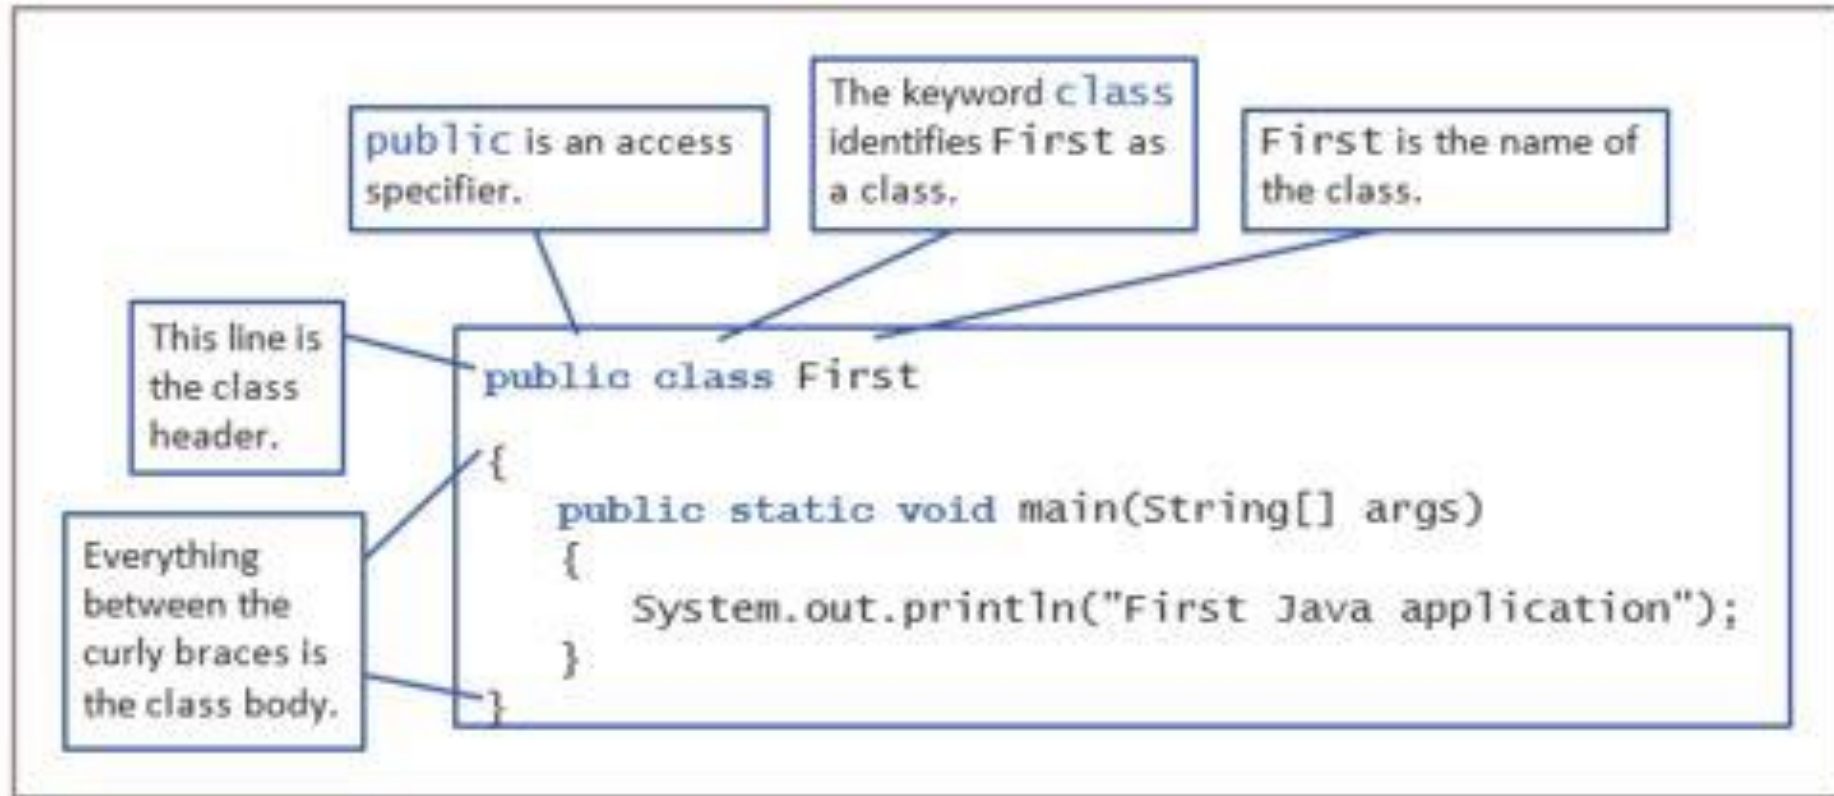 public is an access
specifier.
The keyword class
identifies First as
a class.
First is the name of
the class.
This line is
the class
header.
public class First
{
public static void main(String[] args)
{
System.out.println("First Java application");
}
}
Everything
between the
curly braces is
the class body.